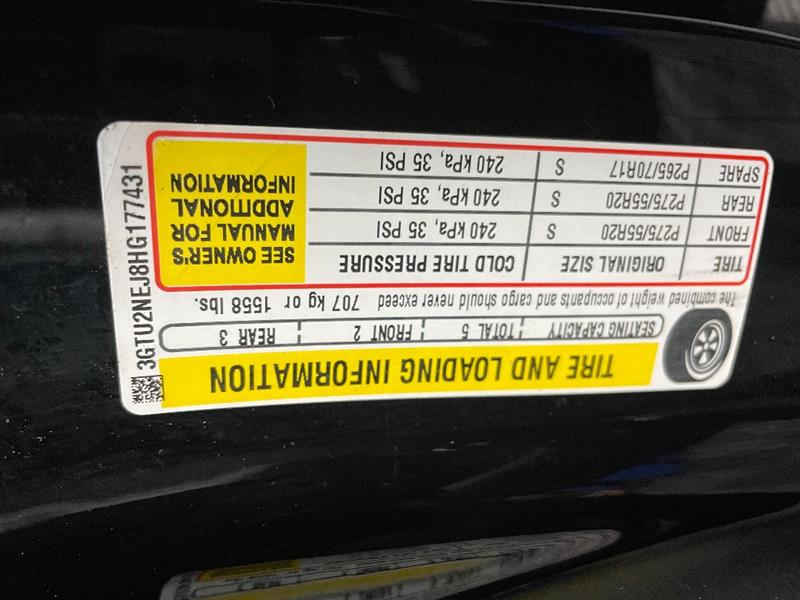 TIRE AND LOADING INFORMATION
SEATING CAPACITY TOTAL 5 FRONT 2 REAR 3
The combined weight of occupants and cargo should never exceed 707 kg or 1558 lbs.
TIRE ORIGINAL SIZE COLD TIRE PRESSURE
FRONT P275/55R20 S 240 kPa, 35 PSI
REAR P275/55R20 S 240 kPa, 35 PSI
SPARE P265/70R17 S 240 kPa, 35 PSI
SEE OWNER'S
MANUAL FOR
ADDITIONAL
INFORMATION
3GTU2NEJ8HG177431